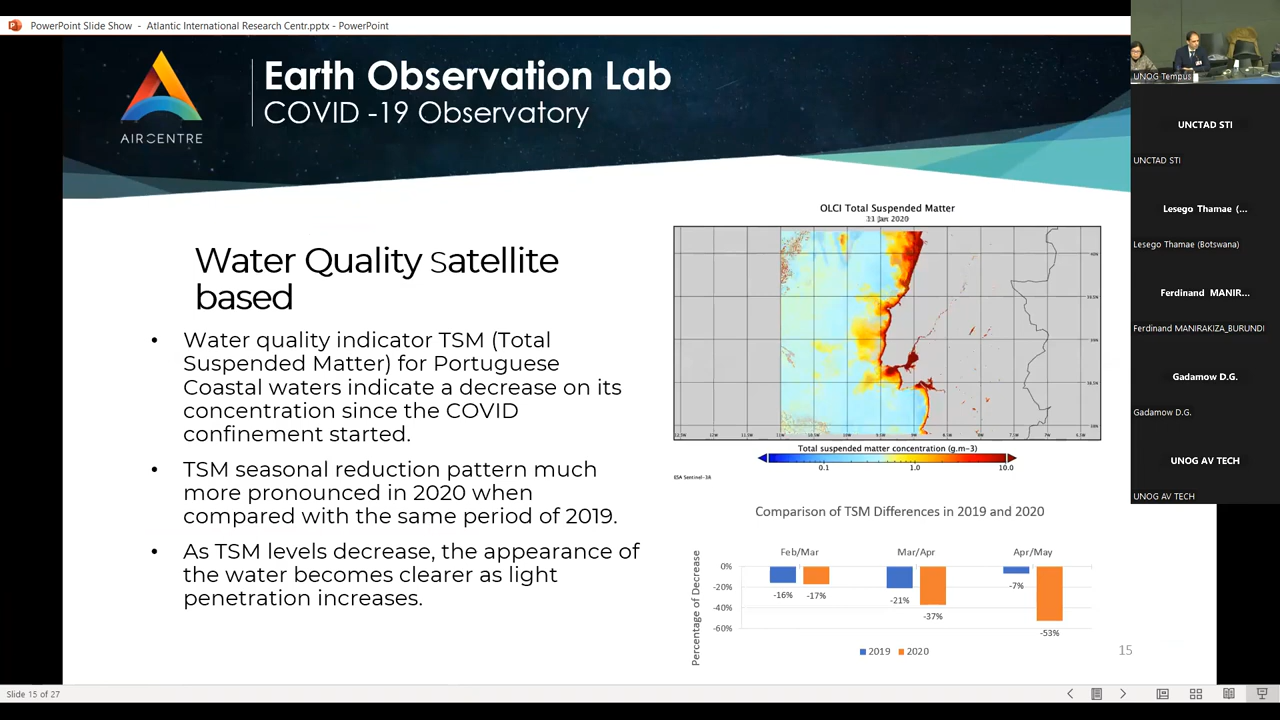 PowerPoint Slide Show - Atlantic International Research Centr.pptx - PowerPoint
Earth Observation Lab
COVID -19 Observatory
AIRCENTRE
Water Quality Satellite
based
• Water quality indicator TSM (Total
Suspended Matter) for Portuguese
Coastal waters indicate a decrease on its
concentration since the COVID
confinement started.
• TSM seasonal reduction pattern much
more pronounced in 2020 when
compared with the same period of 2019.
• As TSM levels decrease, the appearance of
the water becomes clearer as light
penetration increases.
OLCI Total Suspended Matter
11 Jan 2020
Total suspended matter concentration (g.m-3)
0.1 1.0 10.0
ESA Sentinel-3A
Comparison of TSM Differences in 2019 and 2020
Percentage of Decrease
Feb/Mar Mar/Apr Apr/May
0%
-20%
-40%
-60%
-16% -17% -21% -37% -7% -53%
2019 2020
15
UNOG Tempus
UNCTAD STI
UNCTAD STI
Lesego Thamae (...
Lesego Thamae (Botswana)
Ferdinand MANIR...
Ferdinand MANIRAKIZA_BURUNDI
Gadamow D.G.
Gadamow D.G.
UNOG AV TECH
UNOG AV TECH
Slide 15 of 27